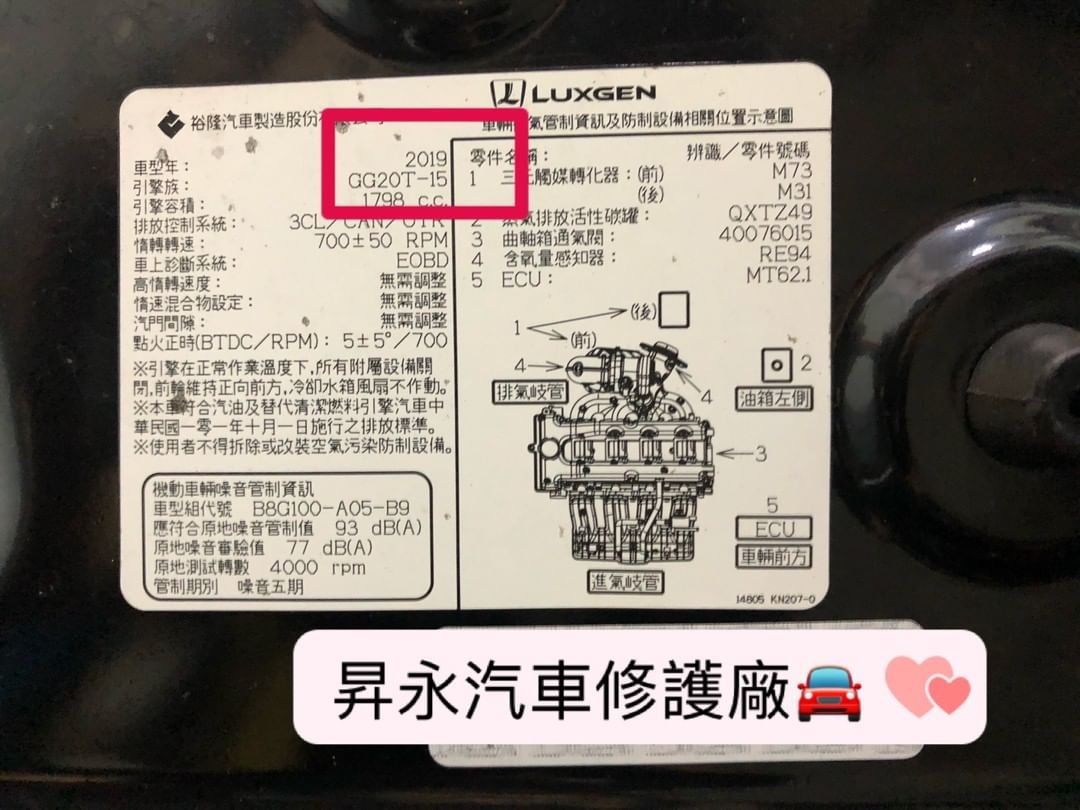 LUXGEN
裕隆汽車製造股份有限公司
車輛空氣管制資訊及防制設備相關位置示意圖
車型年： 2019
引擎族： GG20T-15
引擎容積： 1798 c.c.
排放控制系統： 3CL/CAN/OTR
惰轉轉速： 700±50 RPM
車上診斷系統： EOBD
高惰轉速度： 無需調整
惰速混合物設定： 無需調整
汽門間隙： 無需調整
點火正時(BTDC/RPM)： 5±5°/700
※引擎在正常作業溫度下,所有附屬設備關
閉,前輪維持正向前方,冷卻水箱風扇不作動。
※本車符合汽油及替代清潔燃料引擎汽車中
華民國一零一年十月一日施行之排放標準。
※使用者不得拆除或改裝空氣污染防制設備。
機動車輛噪音管制資訊
車型組代號 B8G100-A05-B9
應符合原地噪音管制值 93 dB(A)
原地噪音審驗值 77 dB(A)
原地測試轉數 4000 rpm
管制期別 噪音五期
零件名稱： 辨識/零件號碼
1 三元觸媒轉化器：(前) M73
(後) M31
2 蒸氣排放活性碳罐： QXTZ49
3 曲軸箱通氣閥： 40076015
4 含氧量感知器： RE94
5 ECU： MT62.1
(後)
1
(前)
4
排氣岐管
4
2
油箱左側
3
5
ECU
車輛前方
進氣岐管
14805 KN207-0
昇永汽車修護廠🚘💕